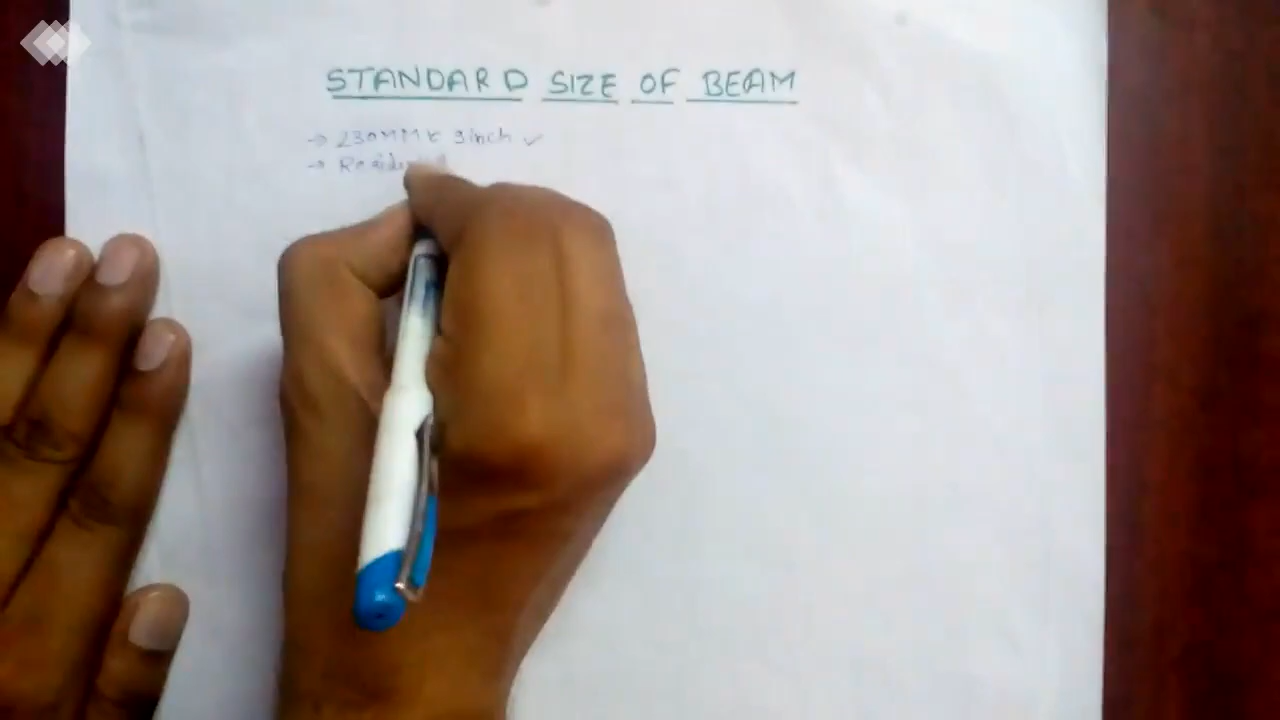 STANDARD SIZE OF BEAM
→ 230MM & 9inch ✓
→